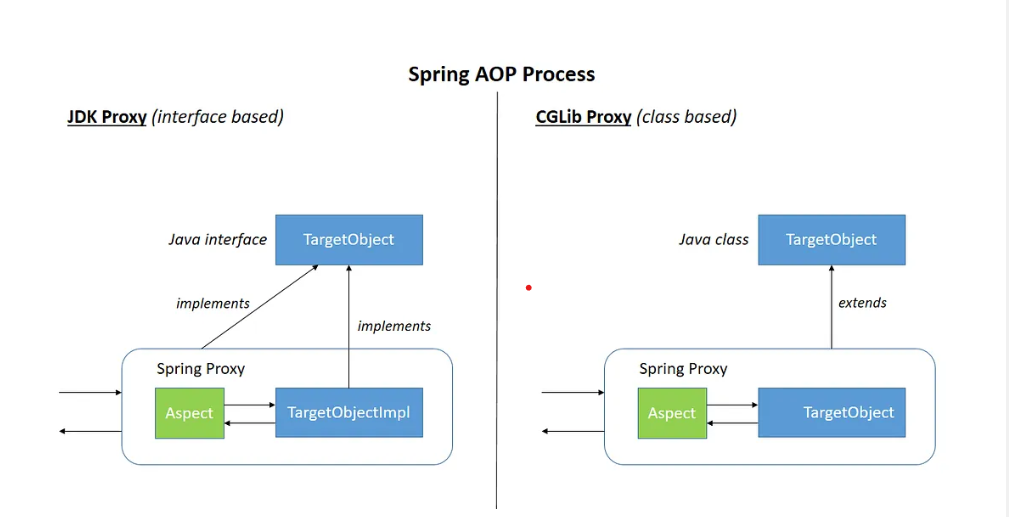 Spring AOP Process
JDK Proxy (interface based)
Java interface
TargetObject
implements
implements
Spring Proxy
Aspect
TargetObjectImpl
CGLib Proxy (class based)
Java class
TargetObject
extends
Spring Proxy
Aspect
TargetObject